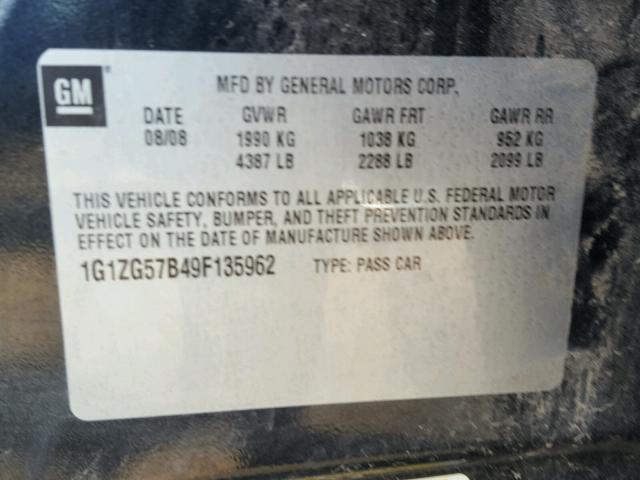 GM ®
MFD BY GENERAL MOTORS CORP.
DATE GVWR GAWR FRT GAWR RR
08/08 1990 KG 1038 KG 952 KG
4387 LB 2288 LB 2099 LB
THIS VEHICLE CONFORMS TO ALL APPLICABLE U.S. FEDERAL MOTOR
VEHICLE SAFETY, BUMPER, AND THEFT PREVENTION STANDARDS IN
EFFECT ON THE DATE OF MANUFACTURE SHOWN ABOVE.
1G1ZG57B49F135962 TYPE: PASS CAR